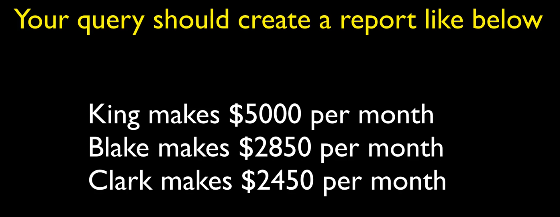 Your query should create a report like below
King makes $5000 per month
Blake makes $2850 per month
Clark makes $2450 per month